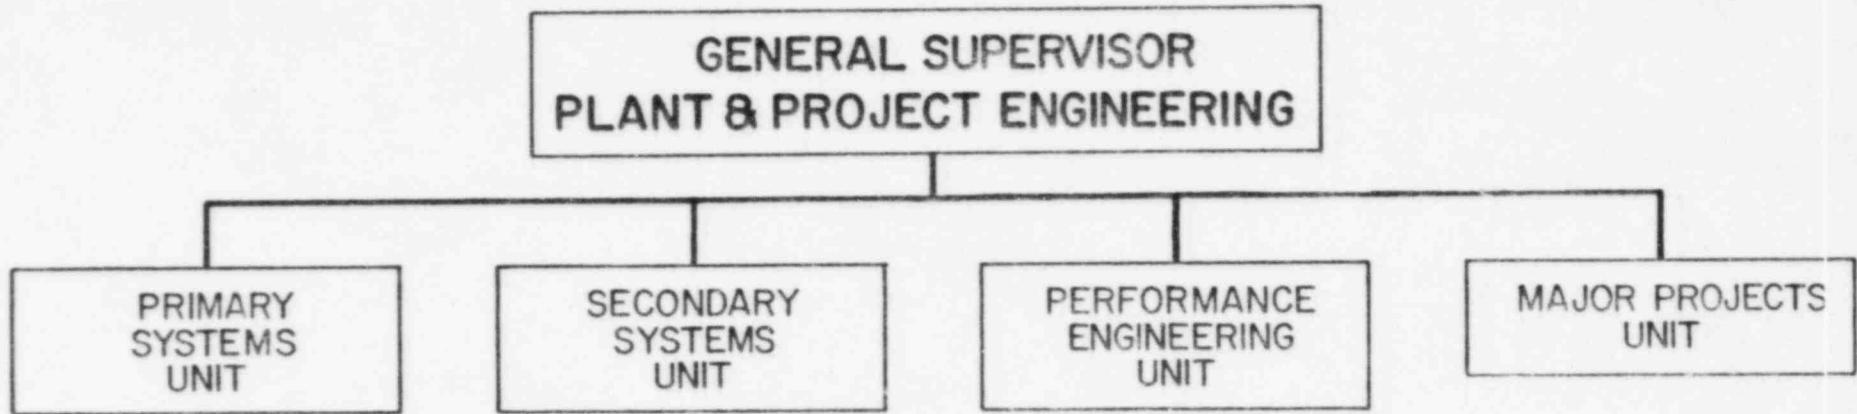 GENERAL SUPERVISOR
PLANT & PROJECT ENGINEERING
PRIMARY
SYSTEMS
UNIT
SECONDARY
SYSTEMS
UNIT
PERFORMANCE
ENGINEERING
UNIT
MAJOR PROJECTS
UNIT